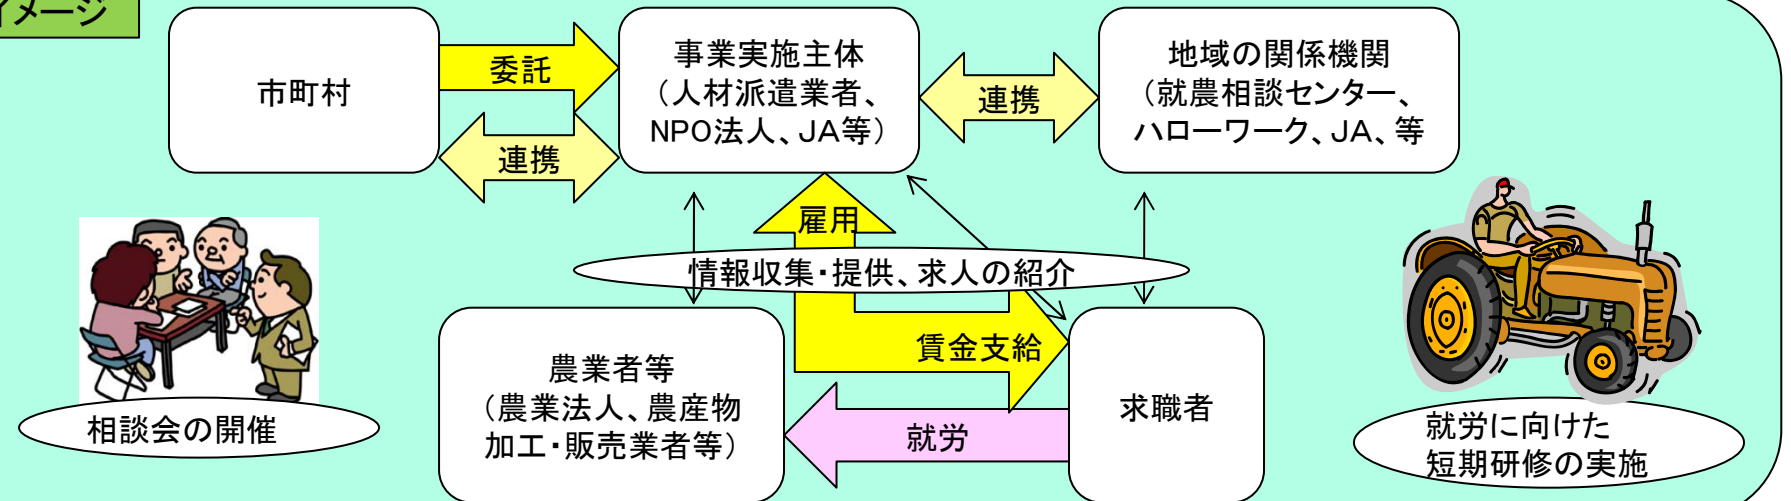 イメージ
市町村
委託
連携
事業実施主体
（人材派遣業者、
NPO法人、JA等）
連携
地域の関係機関
（就農相談センター、
ハローワーク、JA、等
雇用
情報収集・提供、求人の紹介
賃金支給
農業者等
（農業法人、農産物
加工・販売業者等）
就労
求職者
相談会の開催
就労に向けた
短期研修の実施